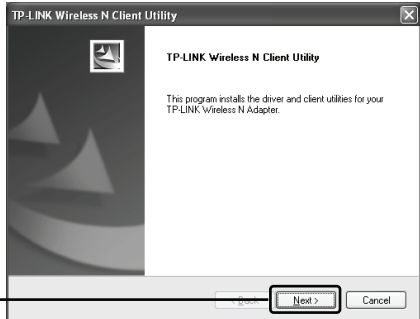 TP-LINK Wireless N Client Utility
TP-LINK Wireless N Client Utility
This program installs the driver and client utilities for your
TP-LINK Wireless N Adapter.
< Back Next > Cancel